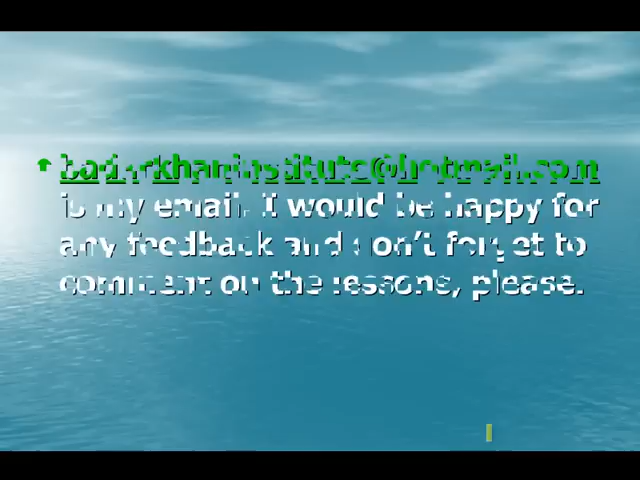 is my email. I would be happy for
any feedback and don't forget to
comment on the lessons, please.